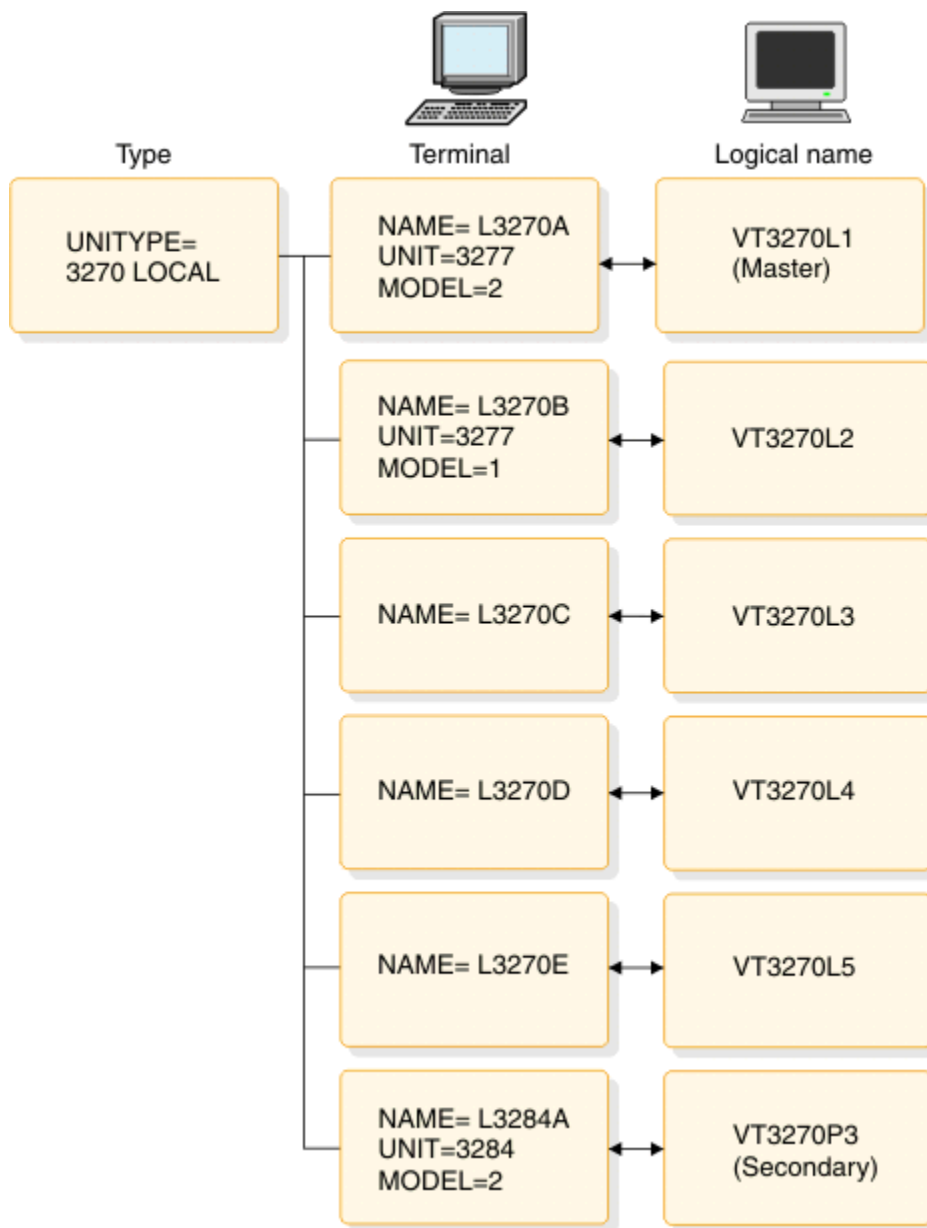 Type
Terminal
Logical name
UNITYPE=
3270 LOCAL
NAME= L3270A
UNIT=3277
MODEL=2
VT3270L1
(Master)
NAME= L3270B
UNIT=3277
MODEL=1
VT3270L2
NAME= L3270C
VT3270L3
NAME= L3270D
VT3270L4
NAME= L3270E
VT3270L5
NAME= L3284A
UNIT=3284
MODEL=2
VT3270P3
(Secondary)